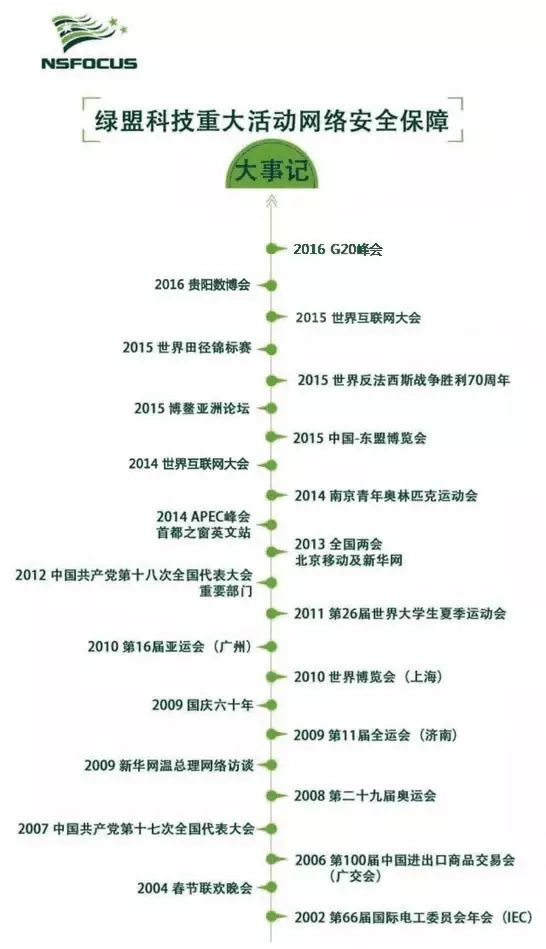 NSFOCUS
绿盟科技重大活动网络安全保障
大事记
2016 G20峰会
2016 贵阳数博会
2015 世界互联网大会
2015 世界田径锦标赛
2015 世界反法西斯战争胜利70周年
2015 博鳌亚洲论坛
2015 中国-东盟博览会
2014 世界互联网大会
2014 南京青年奥林匹克运动会
2014 APEC峰会
首都之窗英文站
2013 全国两会
北京移动及新华网
2012 中国共产党第十八次全国代表大会
重要部门
2011 第26届世界大学生夏季运动会
2010 第16届亚运会（广州）
2010 世界博览会（上海）
2009 国庆六十年
2009 第11届全运会（济南）
2009 新华网温总理网络访谈
2008 第二十九届奥运会
2007 中国共产党第十七次全国代表大会
2006 第100届中国进出口商品交易会
（广交会）
2004 春节联欢晚会
2002 第66届国际电工委员会年会（IEC）